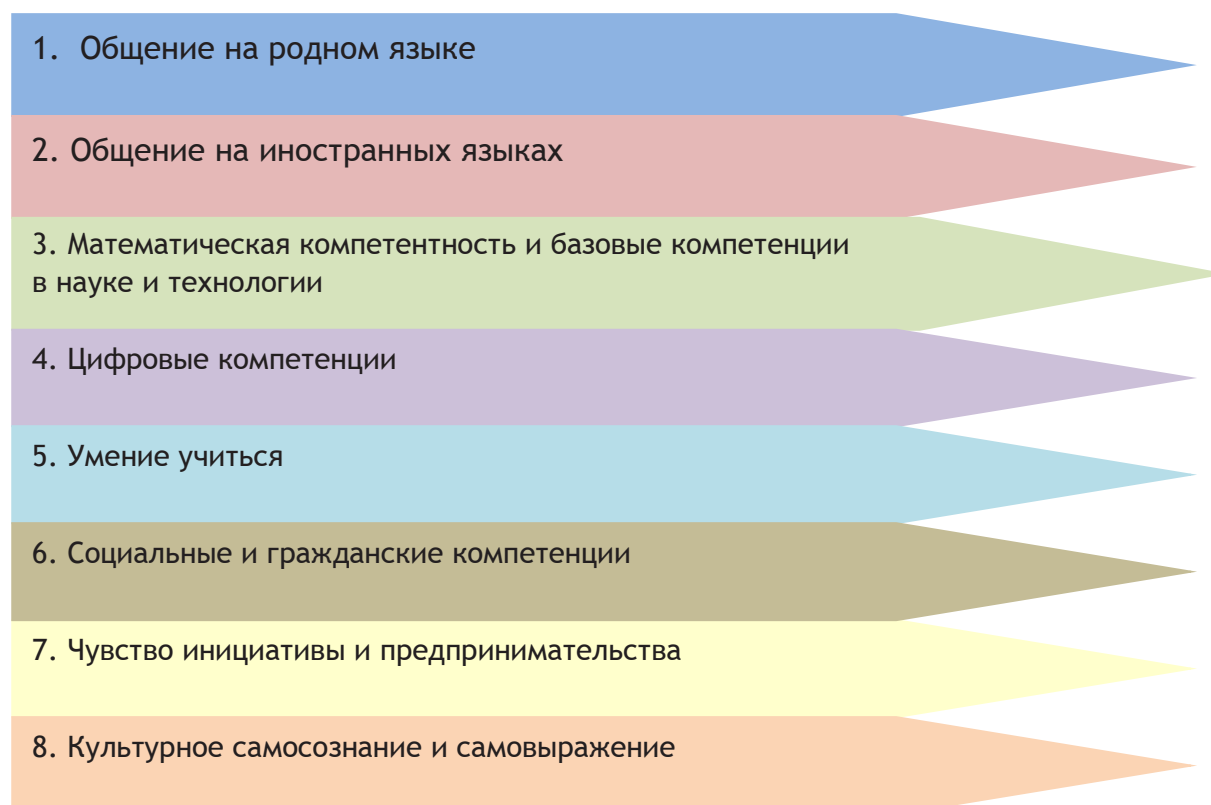 1. Общение на родном языке
2. Общение на иностранных языках
3. Математическая компетентность и базовые компетенции
в науке и технологии
4. Цифровые компетенции
5. Умение учиться
6. Социальные и гражданские компетенции
7. Чувство инициативы и предпринимательства
8. Культурное самосознание и самовыражение